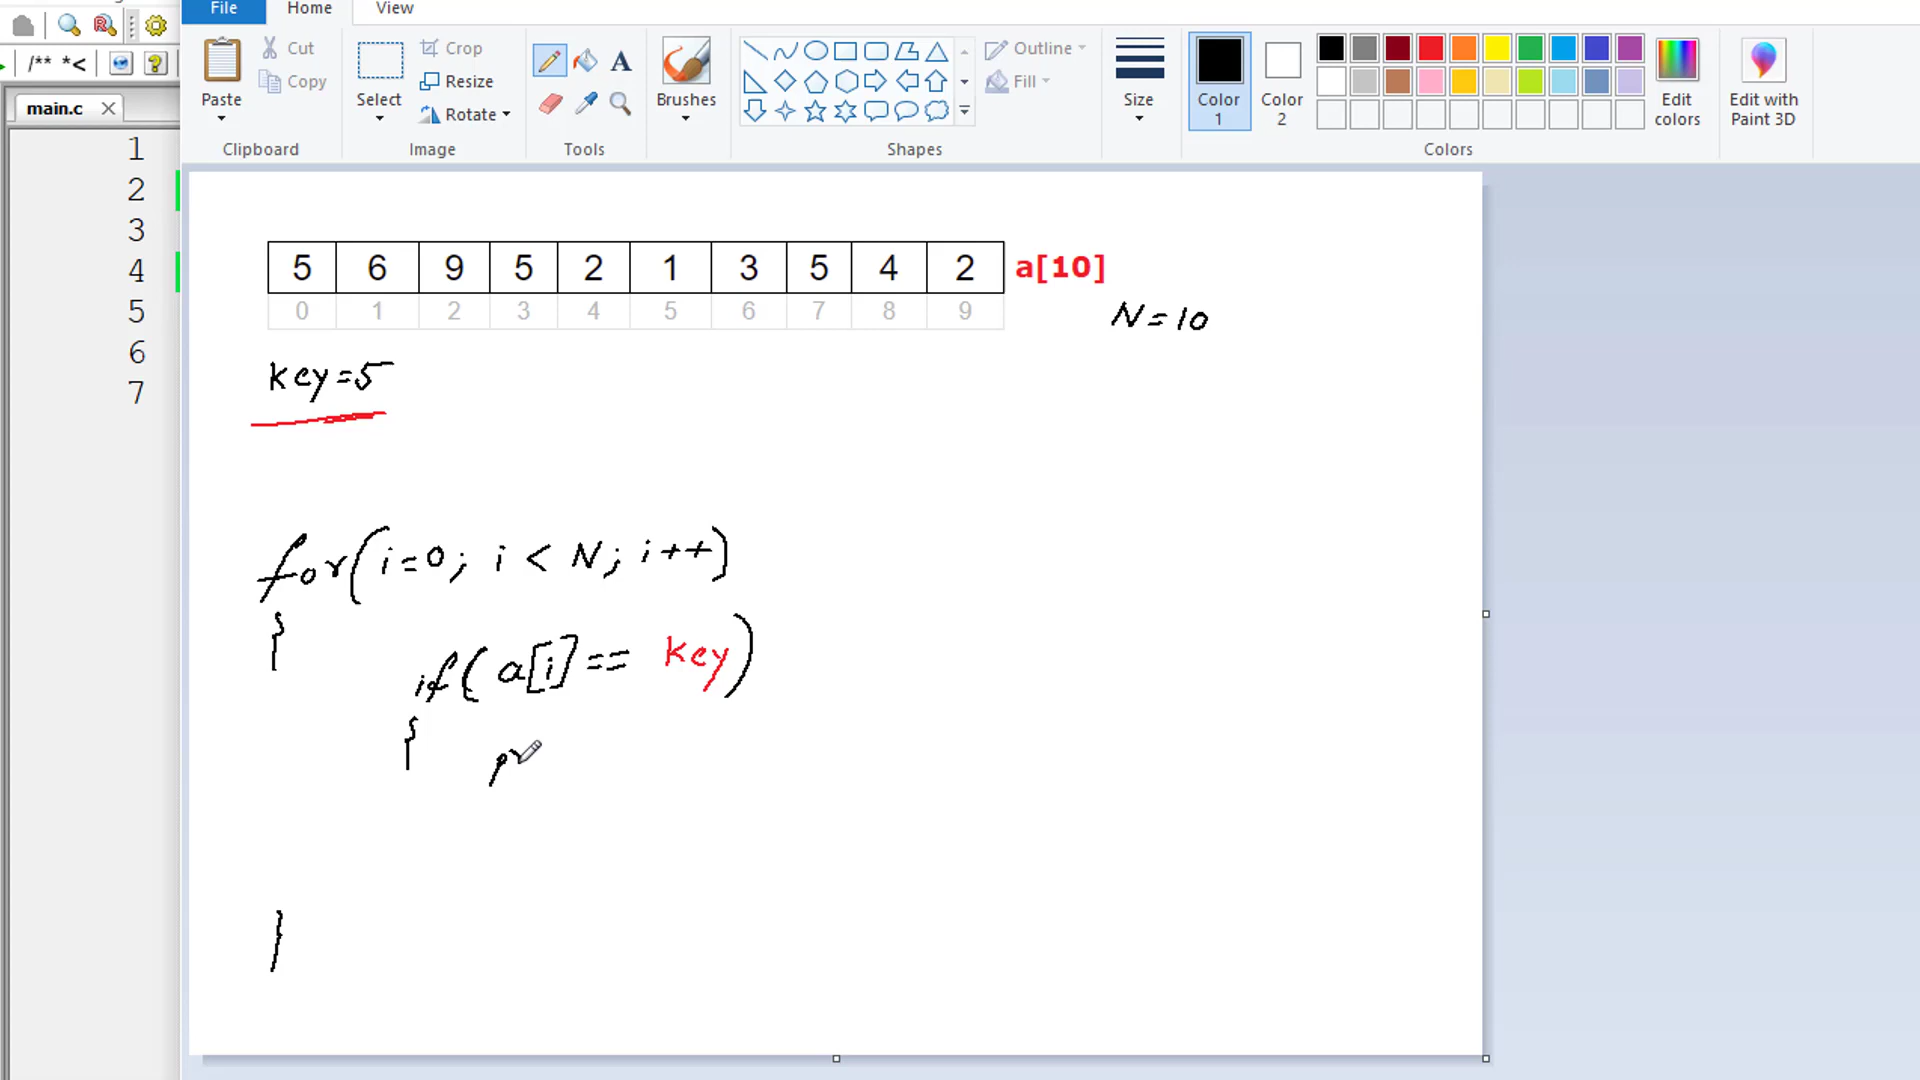 File Home View
Cut
Copy
Paste
Clipboard
Select
Crop
Resize
Rotate
Image
A
Tools
Brushes
Shapes
Outline
Fill
Size
Color 1
Color 2
Edit colors
Edit with Paint 3D
Colors
/** *<
main.c
1
2
3
4
5
6
7
5 6 9 5 2 1 3 5 4 2 a[10]
0 1 2 3 4 5 6 7 8 9
N=10
key=5
for(i=0; i < N; i++)
{
if( a[i]== key)
{ pr
}